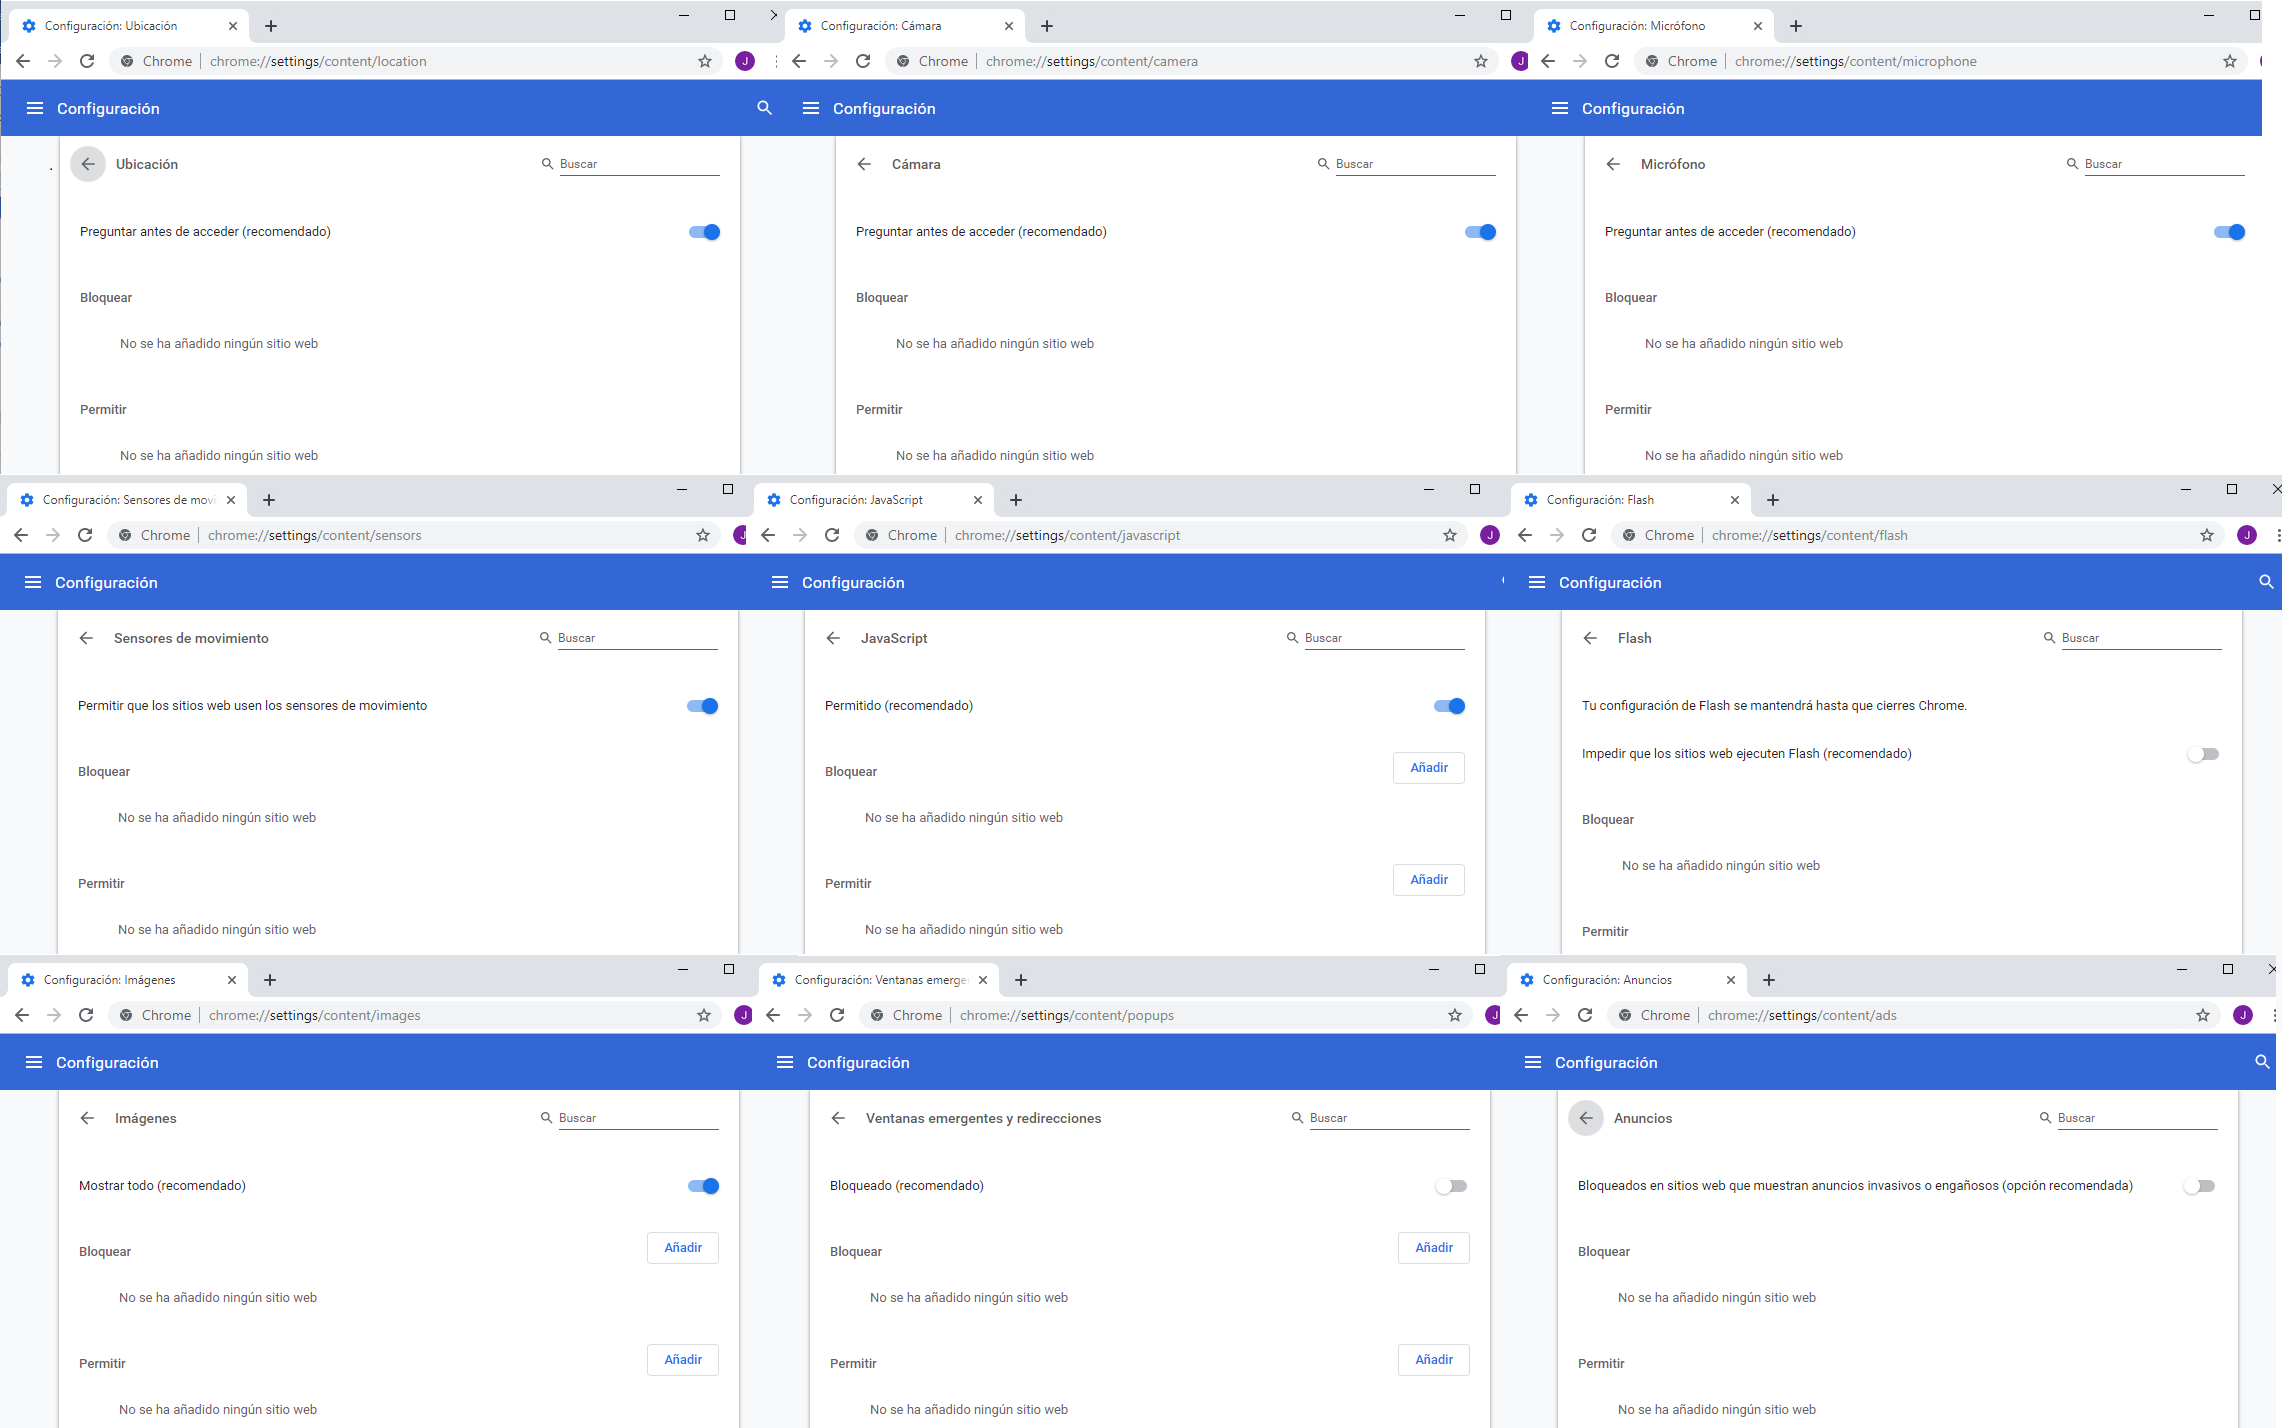 Configuración: Ubicación
Chrome chrome://settings/content/location
J
Configuración
Ubicación
Buscar
Preguntar antes de acceder (recomendado)
Bloquear
No se ha añadido ningún sitio web
Permitir
No se ha añadido ningún sitio web
Configuración: Cámara
Chrome chrome://settings/content/camera
J
Configuración
Cámara
Buscar
Preguntar antes de acceder (recomendado)
Bloquear
No se ha añadido ningún sitio web
Permitir
No se ha añadido ningún sitio web
Configuración: Micrófono
Chrome chrome://settings/content/microphone
Configuración
Micrófono
Buscar
Preguntar antes de acceder (recomendado)
Bloquear
No se ha añadido ningún sitio web
Permitir
No se ha añadido ningún sitio web
Configuración: Sensores de movi
Chrome chrome://settings/content/sensors
J
Configuración
Sensores de movimiento
Buscar
Permitir que los sitios web usen los sensores de movimiento
Bloquear
No se ha añadido ningún sitio web
Permitir
No se ha añadido ningún sitio web
Configuración: JavaScript
Chrome chrome://settings/content/javascript
J
Configuración
JavaScript
Buscar
Permitido (recomendado)
Bloquear
Añadir
No se ha añadido ningún sitio web
Permitir
Añadir
No se ha añadido ningún sitio web
Configuración: Flash
Chrome chrome://settings/content/flash
J
Configuración
Flash
Buscar
Tu configuración de Flash se mantendrá hasta que cierres Chrome.
Impedir que los sitios web ejecuten Flash (recomendado)
Bloquear
No se ha añadido ningún sitio web
Permitir
Configuración: Imágenes
Chrome chrome://settings/content/images
J
Configuración
Imágenes
Buscar
Mostrar todo (recomendado)
Bloquear
Añadir
No se ha añadido ningún sitio web
Permitir
Añadir
No se ha añadido ningún sitio web
Configuración: Ventanas emerge
Chrome chrome://settings/content/popups
J
Configuración
Ventanas emergentes y redirecciones
Buscar
Bloqueado (recomendado)
Bloquear
Añadir
No se ha añadido ningún sitio web
Permitir
Añadir
No se ha añadido ningún sitio web
Configuración: Anuncios
Chrome chrome://settings/content/ads
J
Configuración
Anuncios
Buscar
Bloqueados en sitios web que muestran anuncios invasivos o engañosos (opción recomendada)
Bloquear
No se ha añadido ningún sitio web
Permitir
No se ha añadido ningún sitio web